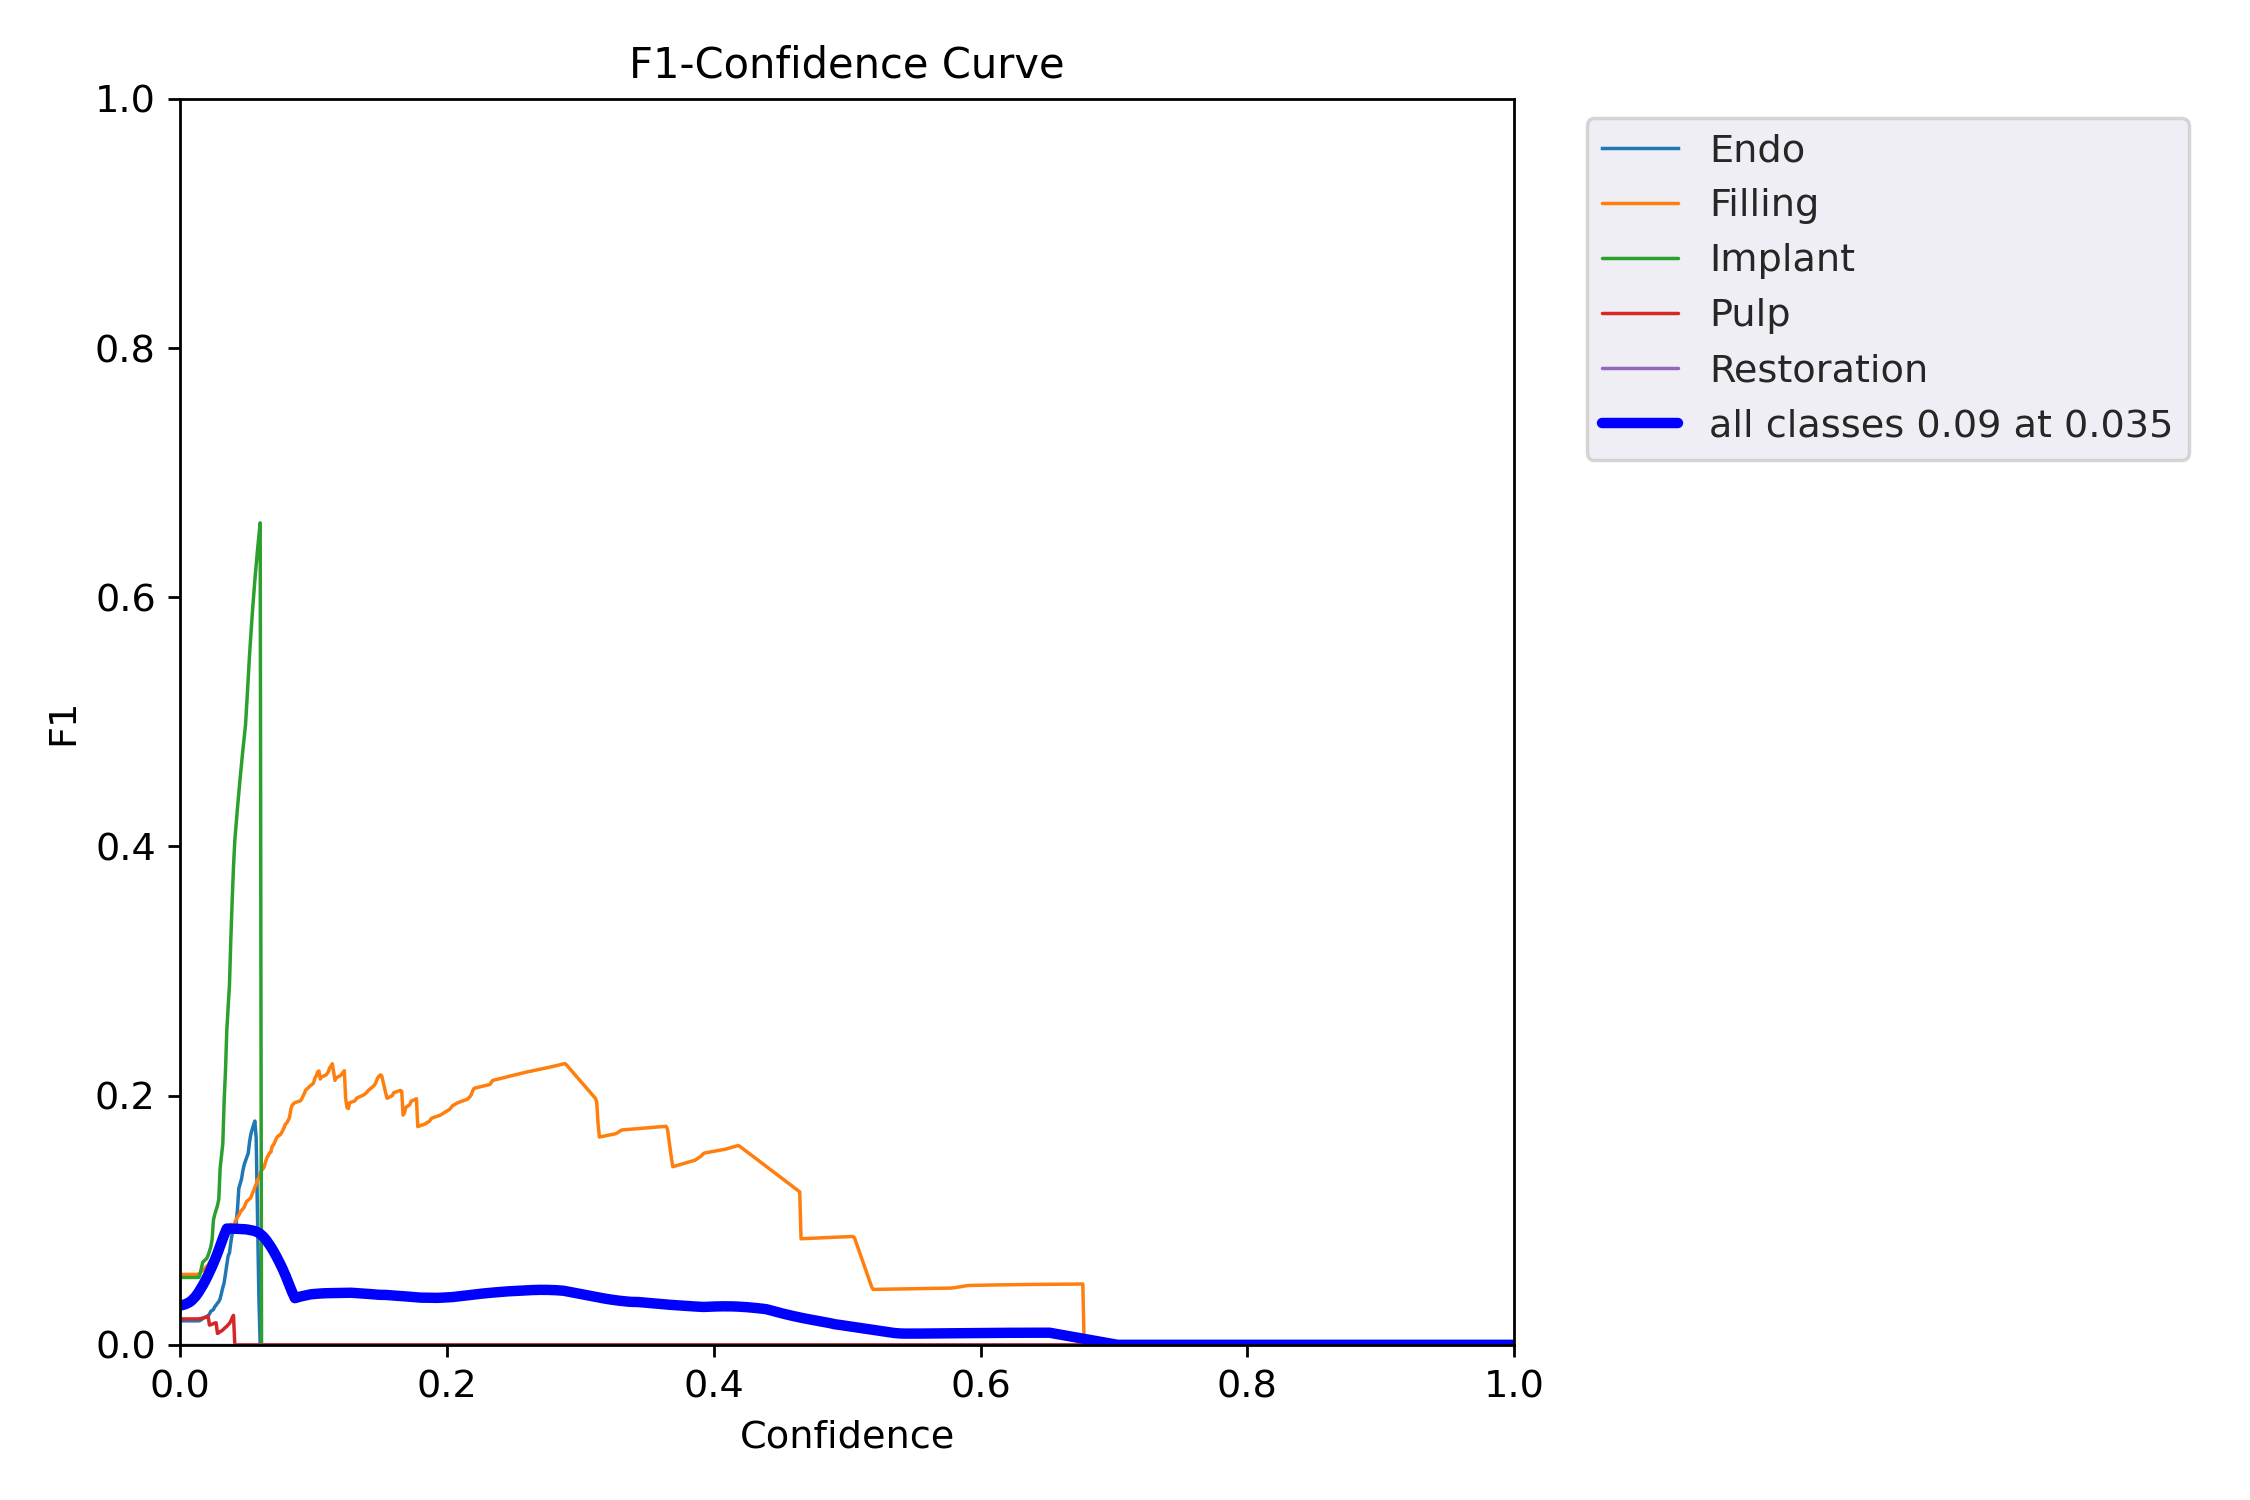 F1-Confidence Curve
1.0
0.8
0.6
0.4
0.2
0.0
F1
0.0 0.2 0.4 0.6 0.8 1.0
Confidence
Endo
Filling
Implant
Pulp
Restoration
all classes 0.09 at 0.035